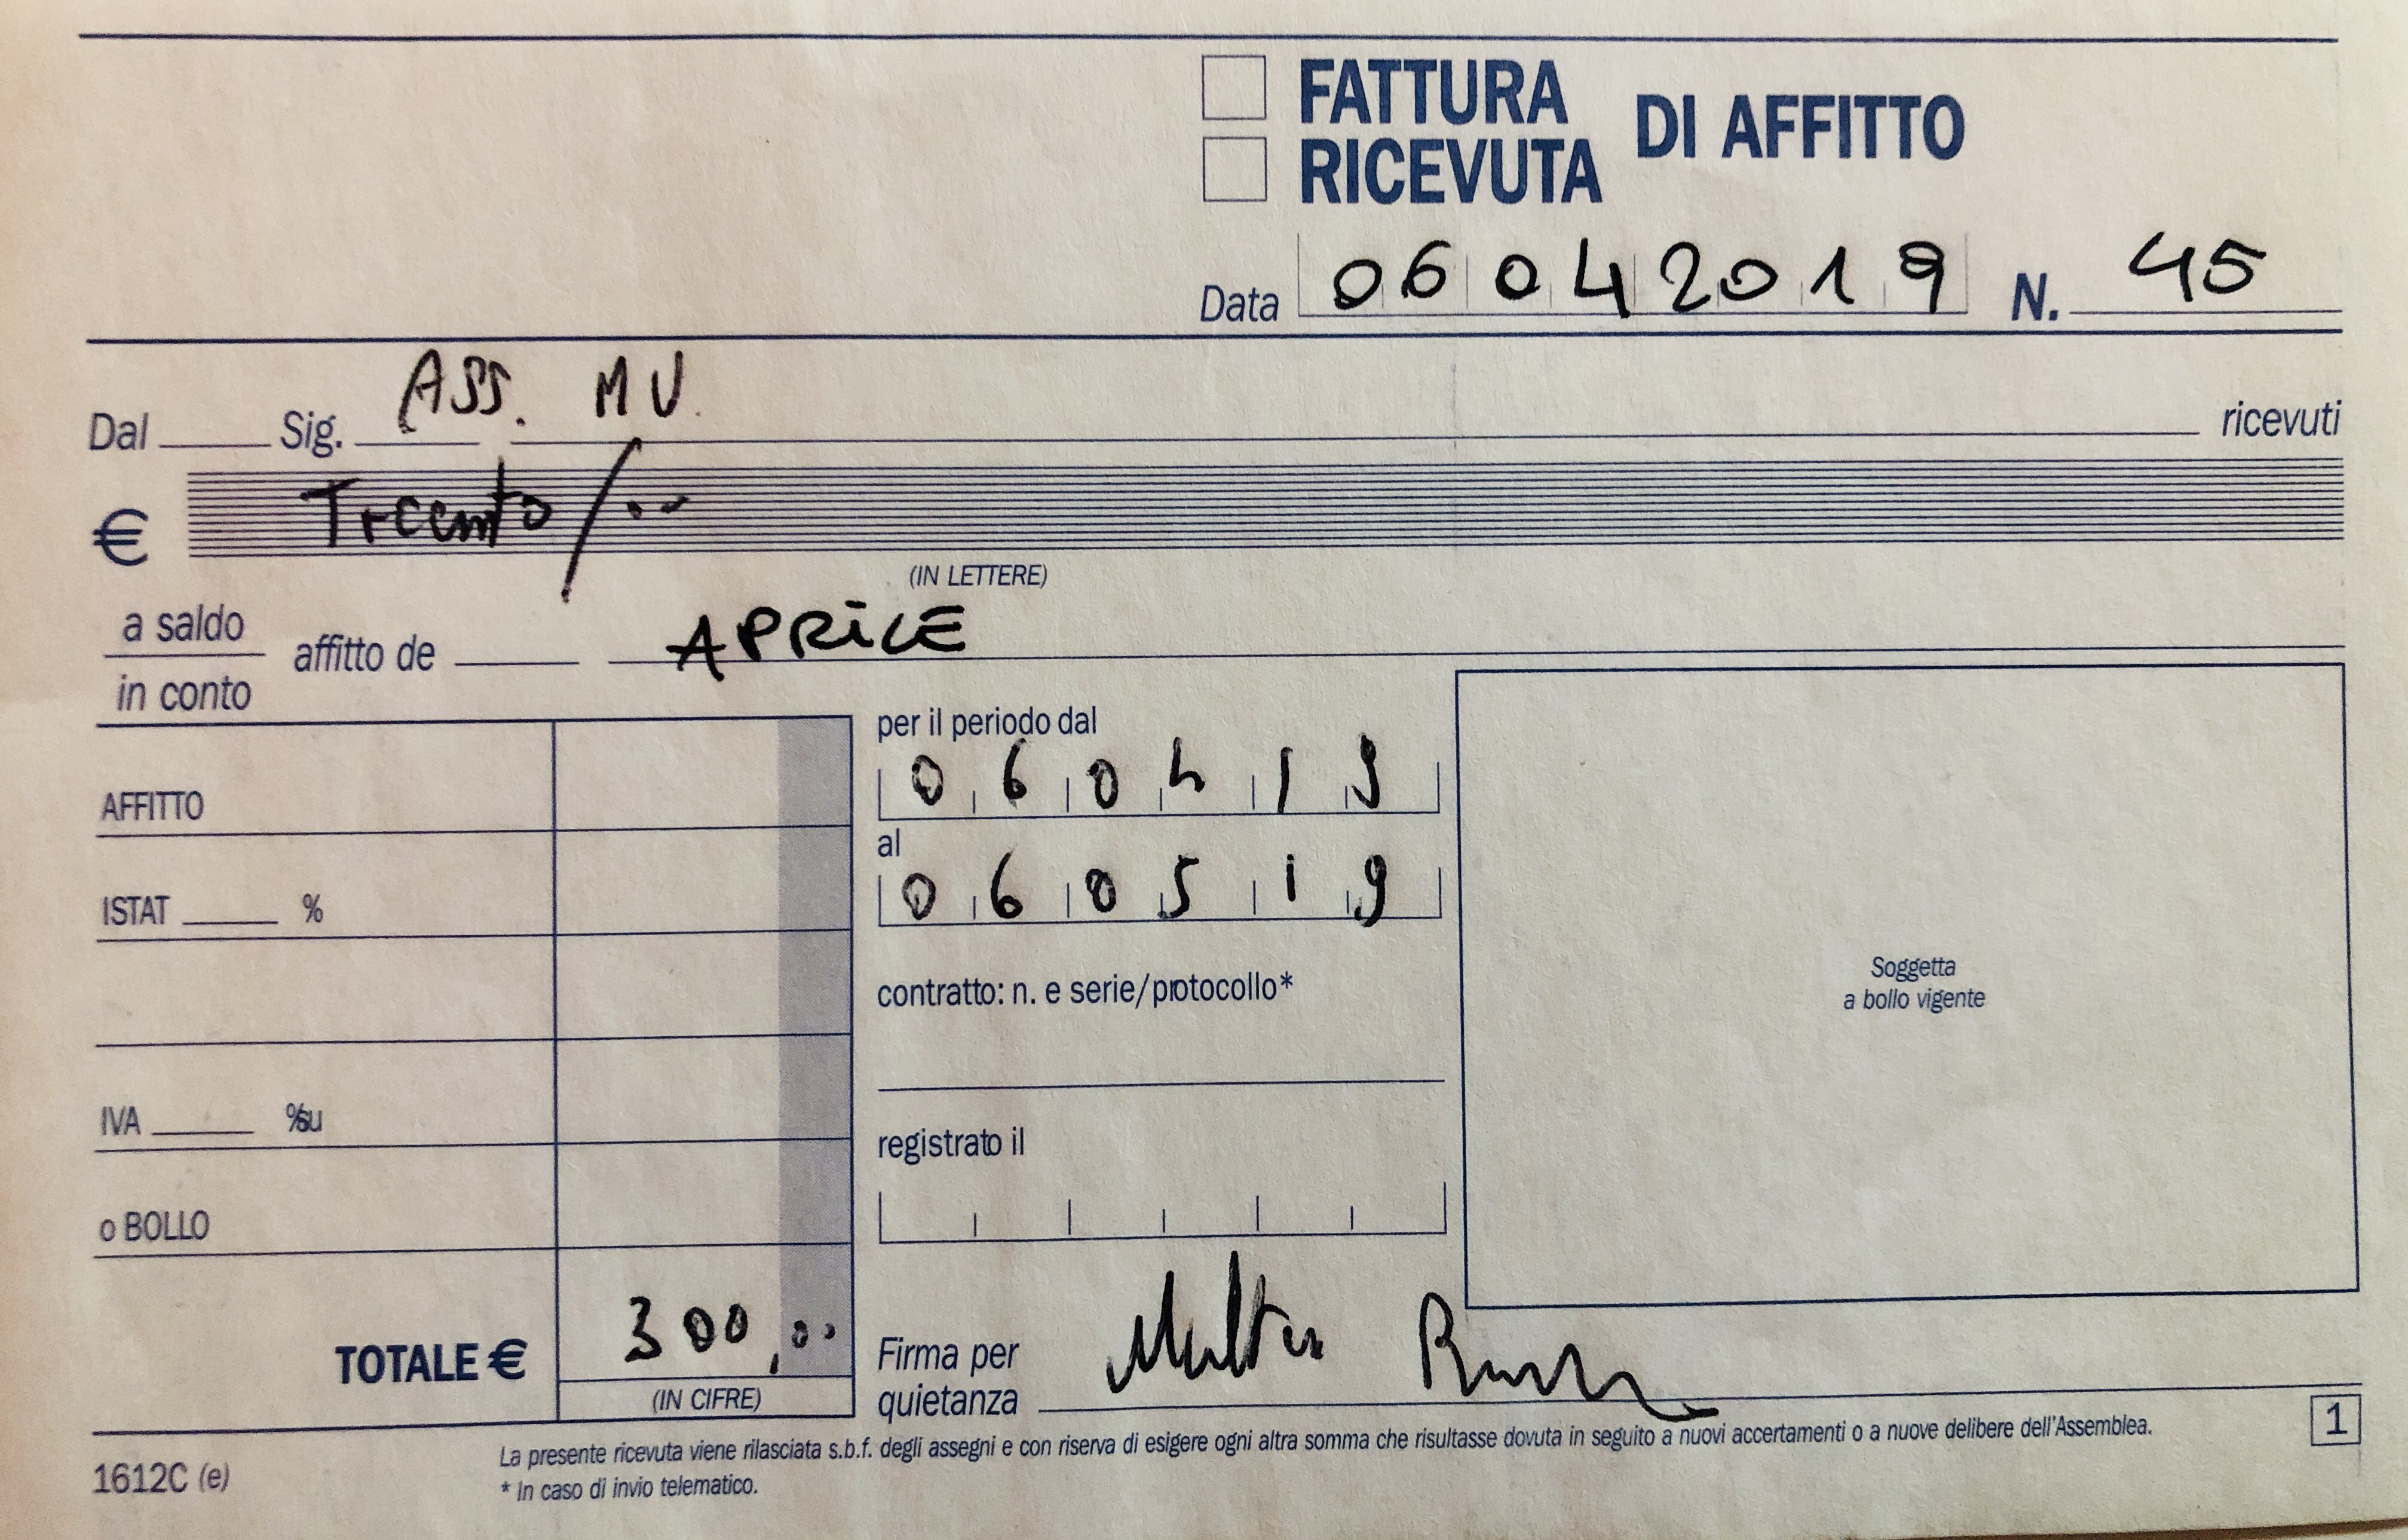 FATTURA
RICEVUTA DI AFFITTO
Data 06042019 N. 45
Dal Sig. ASS. MV. ricevuti
€ Trecento/..
(IN LETTERE)
a saldo
in conto
affitto de APRILE
per il periodo dal
060419
AFFITTO
al
060519
ISTAT %
contratto: n. e serie/protocollo*
Soggetta
a bollo vigente
IVA %su
registrato il
o BOLLO
TOTALE € 300,00
(IN CIFRE)
Firma per
quietanza
1
La presente ricevuta viene rilasciata s.b.f. degli assegni e con riserva di esigere ogni altra somma che risultasse dovuta in seguito a nuovi accertamenti o a nuove delibere dell'Assemblea.
1612C (e)
* In caso di invio telematico.